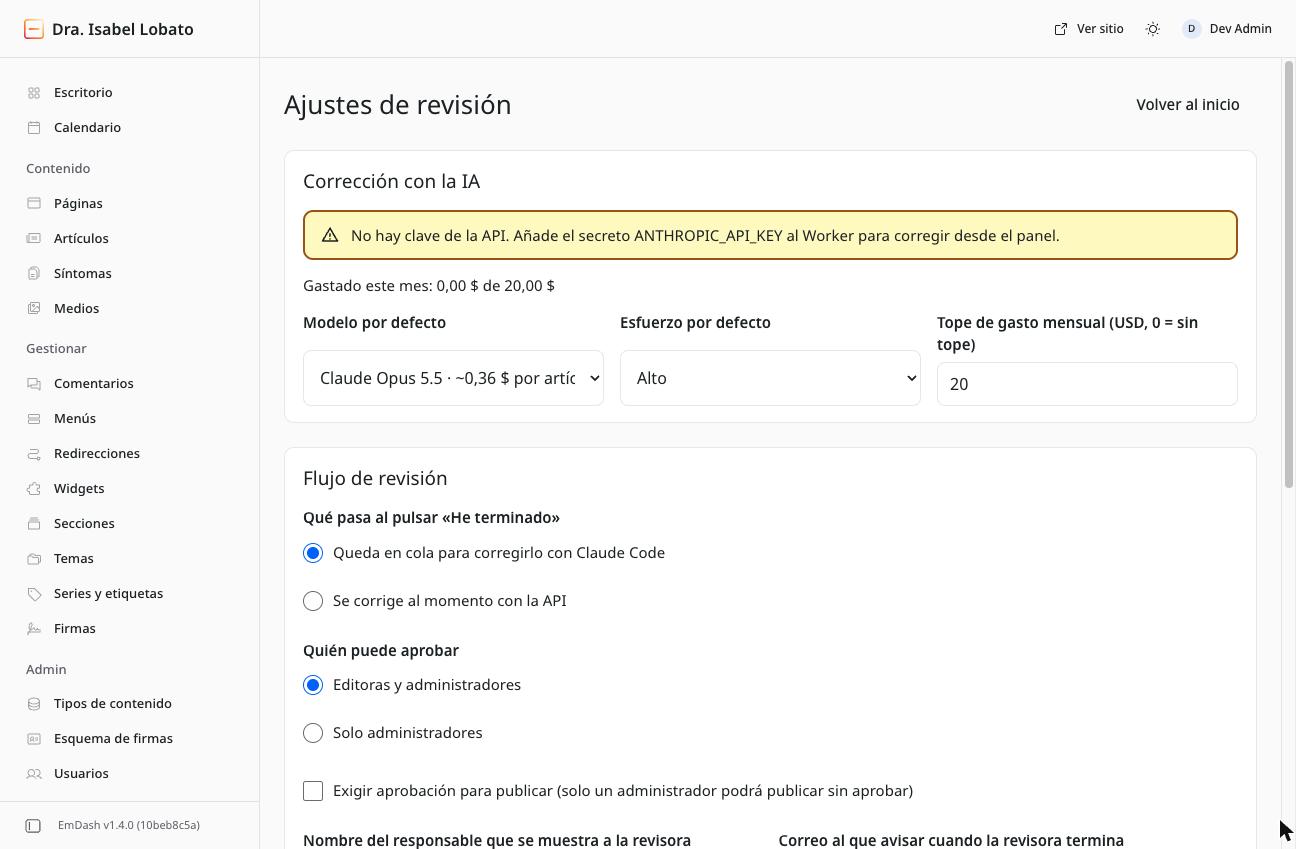 Dra. Isabel Lobato
Ver sitio
D
Dev Admin
Escritorio
Calendario
Contenido
Páginas
Artículos
Síntomas
Medios
Gestionar
Comentarios
Menús
Redirecciones
Widgets
Secciones
Temas
Series y etiquetas
Firmas
Admin
Tipos de contenido
Esquema de firmas
Usuarios
EmDash v1.4.0 (10beb8c5a)
Ajustes de revisión
Volver al inicio
Corrección con la IA
No hay clave de la API. Añade el secreto ANTHROPIC_API_KEY al Worker para corregir desde el panel.
Gastado este mes: 0,00 $ de 20,00 $
Modelo por defecto
Claude Opus 5.5 · ~0,36 $ por artíc
Esfuerzo por defecto
Alto
Tope de gasto mensual (USD, 0 = sin
tope)
20
Flujo de revisión
Qué pasa al pulsar «He terminado»
Queda en cola para corregirlo con Claude Code
Se corrige al momento con la API
Quién puede aprobar
Editoras y administradores
Solo administradores
Exigir aprobación para publicar (solo un administrador podrá publicar sin aprobar)
Nombre del responsable que se muestra a la revisora
Correo al que avisar cuando la revisora termina